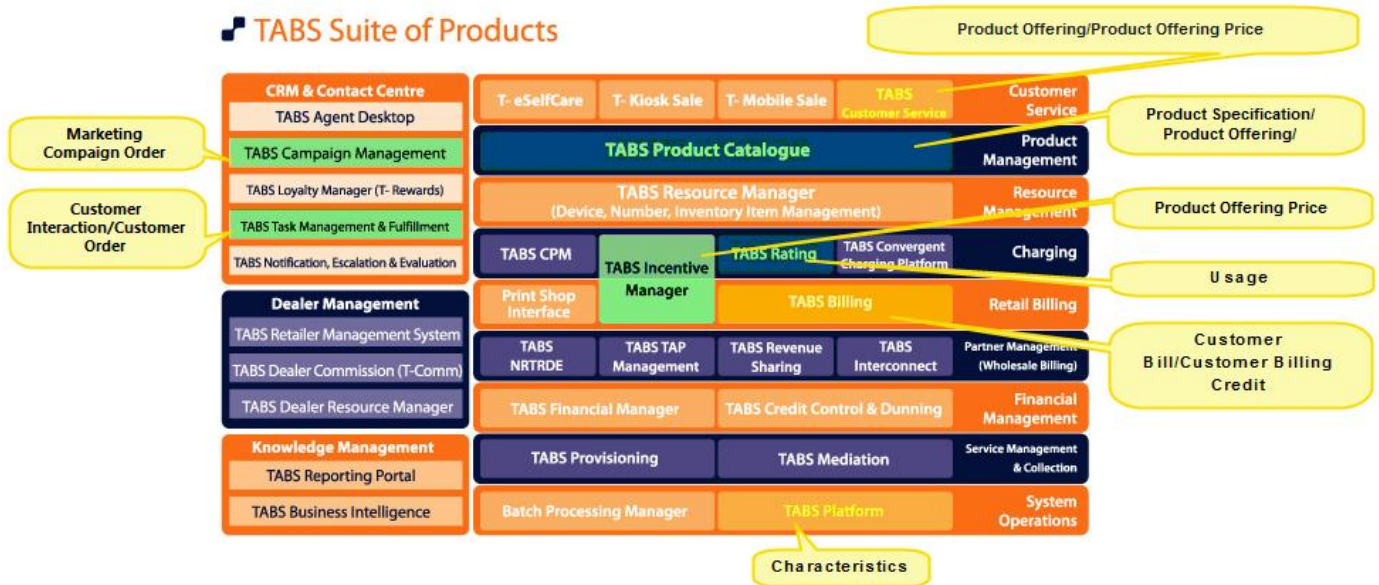 TABS Suite of Products
Product Offering/Product Offering Price
Marketing
Compaign Order
Customer
Interaction/Customer
Order
CRM & Contact Centre
TABS Agent Desktop
TABS Campaign Management
TABS Loyalty Manager (T- Rewards)
TABS Task Management & Fulfillment
TABS Notification, Escalation & Evaluation
Dealer Management
TABS Retailer Management System
TABS Dealer Commission (T-Comm)
TABS Dealer Resource Manager
Knowledge Management
TABS Reporting Portal
TABS Business Intelligence
T- eSelfCare
T- Kiosk Sale
T- Mobile Sale
TABS
Customer Service
Customer
Service
TABS Product Catalogue
Product
Management
TABS Resource Manager
(Device, Number, Inventory Item Management)
Resource
Management
TABS CPM
TABS Incentive
Manager
TABS Rating
TABS Convergent
Charging Platform
Charging
Print Shop
Interface
TABS Billing
Retail Billing
TABS
NRTRDE
TABS TAP
Management
TABS Revenue
Sharing
TABS
Interconnect
Partner Management
(Wholesale Billing)
TABS Financial Manager
TABS Credit Control & Dunning
Financial
Management
TABS Provisioning
TABS Mediation
Service Management
& Collection
Batch Processing Manager
TABS Platform
System
Operations
Product Specification/
Product Offering/
Product Offering Price
Usage
Customer
Bill/Customer Billing
Credit
Characteristics